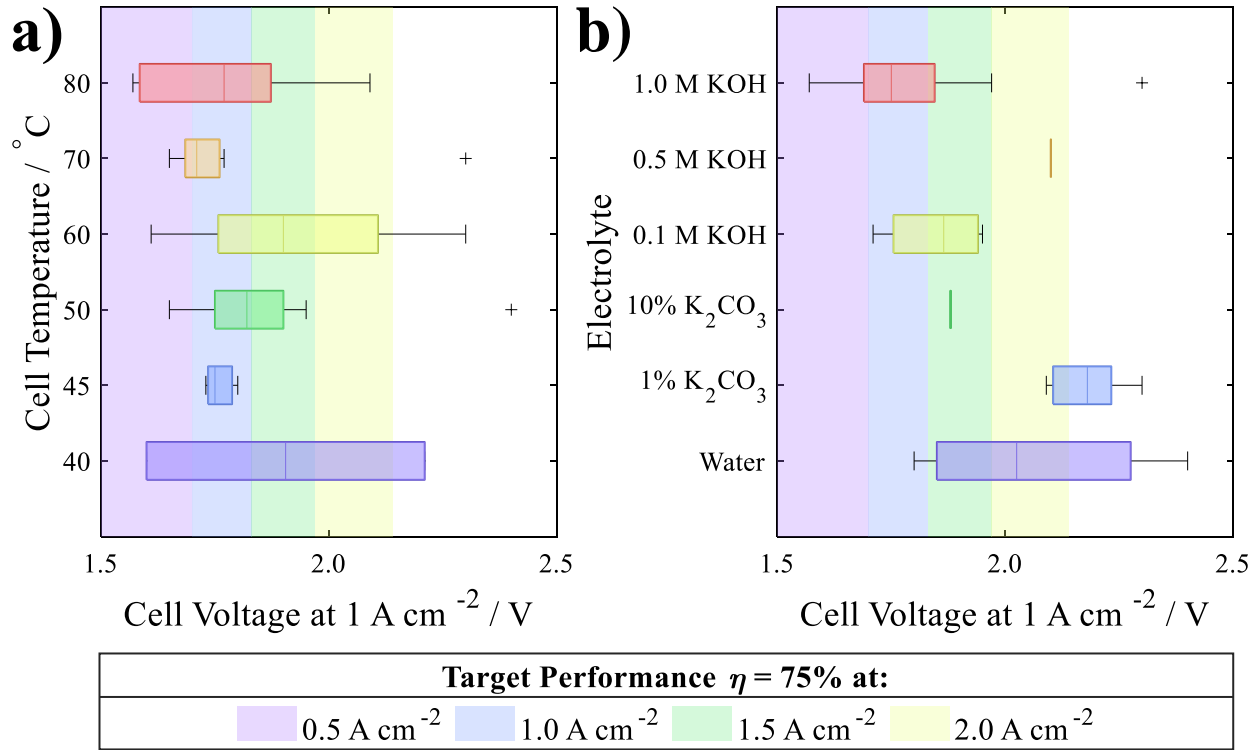 a)
Cell Temperature / °C
80
70
60
50
45
40
1.5 2.0 2.5
Cell Voltage at 1 A cm⁻² / V
b)
Electrolyte
1.0 M KOH
0.5 M KOH
0.1 M KOH
10% K₂CO₃
1% K₂CO₃
Water
1.5 2.0 2.5
Cell Voltage at 1 A cm⁻² / V
Target Performance η = 75% at:
0.5 A cm⁻² 1.0 A cm⁻² 1.5 A cm⁻² 2.0 A cm⁻²